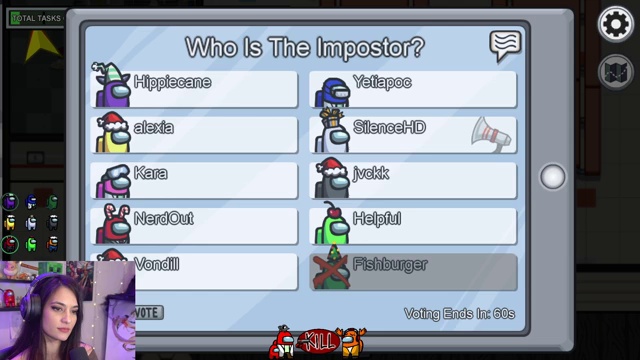 TOTAL TASKS
Who Is The Impostor?
Hippiecane
Yetiapoc
alexia
SilenceHD
Kara
jvckk
NerdOut
Helpful
Vondill
Fishburger
VOTE
Voting Ends In: 60s
KILL